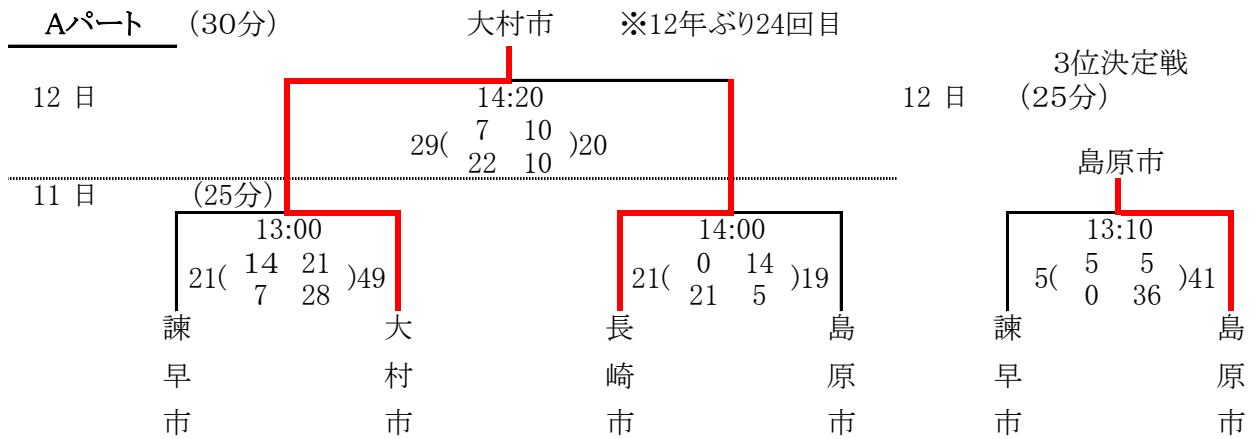 Aパート (30分) 大村市 ※12年ぶり24回目
3位決定戦
12 日 14:20 12 日 (25分)
7 10
29( )20
22 10
島原市
11 日 (25分)
13:00 14:00 13:10
14 21 0 14 5 5
21( )49 21( )19 5( )41
7 28 21 5 0 36
諫早市 大村市 長崎市 島原市 諫早市 島原市